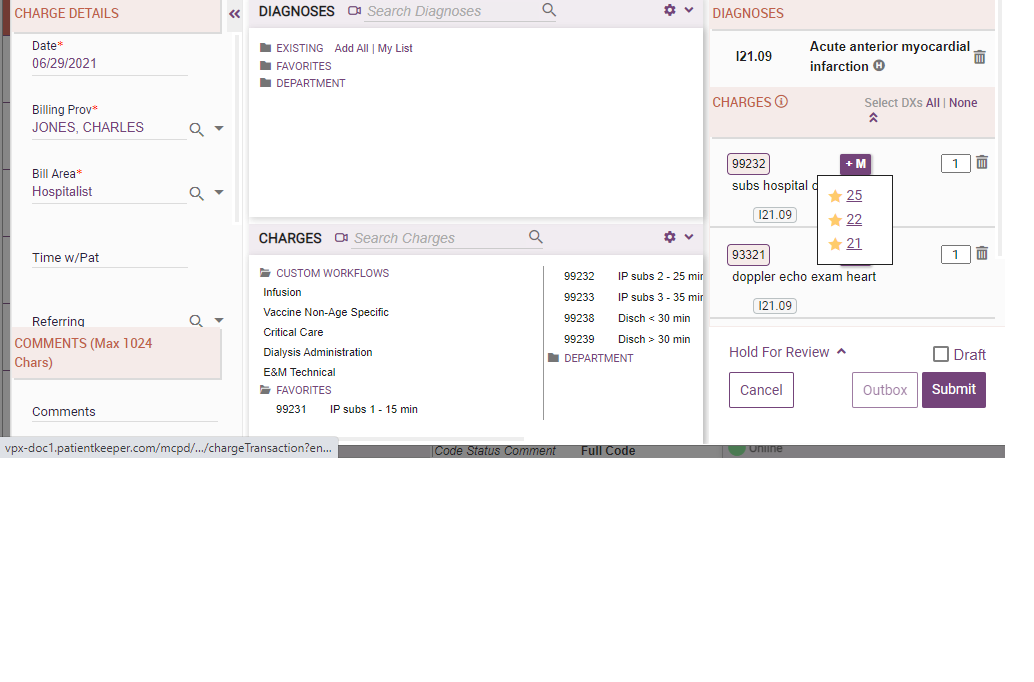 CHARGE DETAILS
Date*
06/29/2021
Billing Prov*
JONES, CHARLES
Bill Area*
Hospitalist
Time w/Pat
Referring
COMMENTS (Max 1024
Chars)
Comments
DIAGNOSES Search Diagnoses
EXISTING Add All | My List
FAVORITES
DEPARTMENT
CHARGES Search Charges
CUSTOM WORKFLOWS
Infusion
Vaccine Non-Age Specific
Critical Care
Dialysis Administration
E&M Technical
FAVORITES
99231 IP subs 1 - 15 min
99232 IP subs 2 - 25 min
99233 IP subs 3 - 35 min
99238 Disch < 30 min
99239 Disch > 30 min
DEPARTMENT
DIAGNOSES
I21.09 Acute anterior myocardial
infarction H
CHARGES Select DXs All | None
99232 + M 1
subs hospital
I21.09
25
22
21
93321 1
doppler echo exam heart
I21.09
Hold For Review Draft
Cancel Outbox Submit
vpx-doc1.patientkeeper.com/mcpd/.../chargeTransaction?en...
Code Status Comment Full Code Online